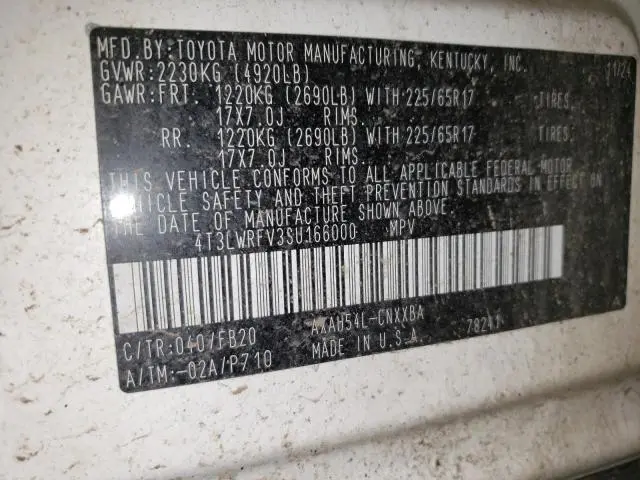 MFD.BY:TOYOTA MOTOR MANUFACTURING, KENTUCKY, INC. 11/24
GVWR:2230KG (4920LB)
GAWR:FRT. 1220KG (2690LB) WITH 225/65R17 TIRES.
17X7.0J RIMS.
RR. 1220KG (2690LB) WITH 225/65R17 TIRES.
17X7.0J RIMS.
THIS VEHICLE CONFORMS TO ALL APPLICABLE FEDERAL MOTOR
VEHICLE SAFETY AND THEFT PREVENTION STANDARDS IN EFFECT ON
THE DATE OF MANUFACTURE SHOWN ABOVE.
4T3LWRFV3SU166000 MPV
C/TR:040/FB20 AXAH54L-CNXXBA
A/TM:-02A/P710 MADE IN U.S.A.